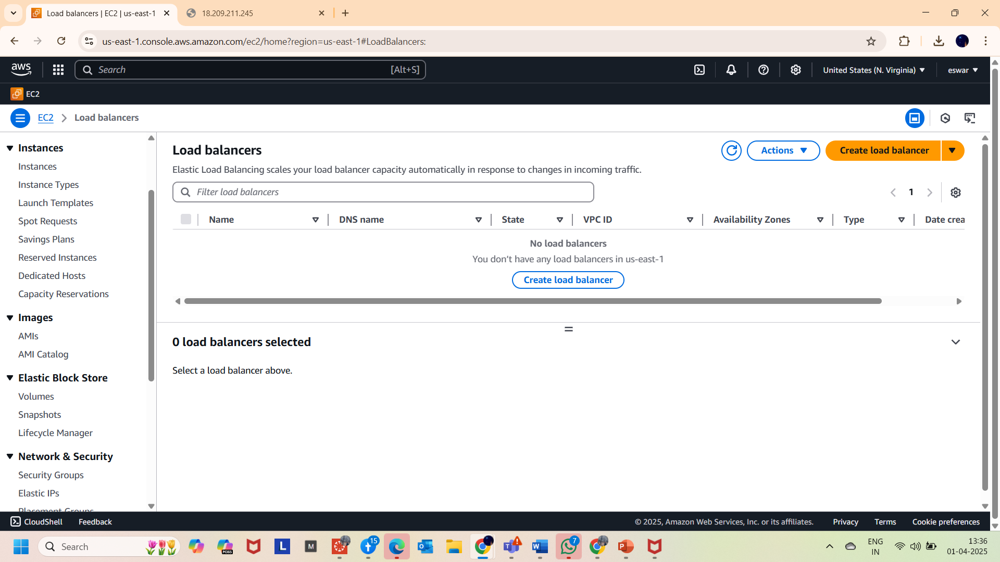 Load balancers | EC2 | us-east-1
18.209.211.245
us-east-1.console.aws.amazon.com/ec2/home?region=us-east-1#LoadBalancers:
aws
Search
[Alt+S]
United States (N. Virginia)
eswar
EC2
EC2
Load balancers
Instances
Instances
Instance Types
Launch Templates
Spot Requests
Savings Plans
Reserved Instances
Dedicated Hosts
Capacity Reservations
Images
AMIs
AMI Catalog
Elastic Block Store
Volumes
Snapshots
Lifecycle Manager
Network & Security
Security Groups
Elastic IPs
Placement Groups
Load balancers
Actions
Create load balancer
Elastic Load Balancing scales your load balancer capacity automatically in response to changes in incoming traffic.
Filter load balancers
1
Name
DNS name
State
VPC ID
Availability Zones
Type
Date crea
No load balancers
You don’t have any load balancers in us-east-1
Create load balancer
0 load balancers selected
Select a load balancer above.
CloudShell
Feedback
© 2025, Amazon Web Services, Inc. or its affiliates.
Privacy
Terms
Cookie preferences
Search
M365
L
M
15
7
ENG
IN
13:36
01-04-2025